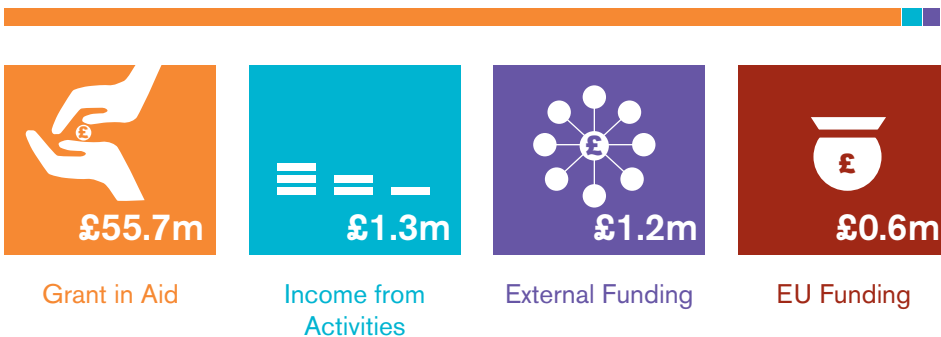 £
£
£
£55.7m
£1.3m
£1.2m
£0.6m
Grant in Aid
Income from
Activities
External Funding
EU Funding